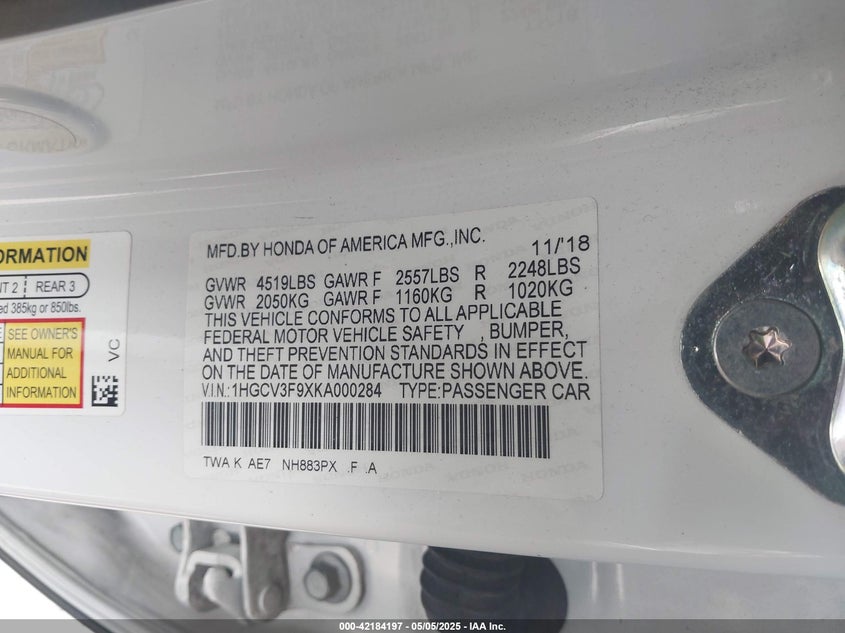 ORMATION
NT 2 REAR 3
ed 385kg or 850lbs.
SEE OWNER'S
MANUAL FOR
ADDITIONAL
INFORMATION
VC
MFD.BY HONDA OF AMERICA MFG.,INC. 11/'18
GVWR 4519LBS GAWR F 2557LBS R 2248LBS
GVWR 2050KG GAWR F 1160KG R 1020KG
THIS VEHICLE CONFORMS TO ALL APPLICABLE
FEDERAL MOTOR VEHICLE SAFETY , BUMPER,
AND THEFT PREVENTION STANDARDS IN EFFECT
ON THE DATE OF MANUFACTURE SHOWN ABOVE.
V.I.N.:1HGCV3F9XKA000284 TYPE:PASSENGER CAR
TWA K AE7 NH883PX .F .A
000-42184197 - 05/05/2025 - IAA Inc.